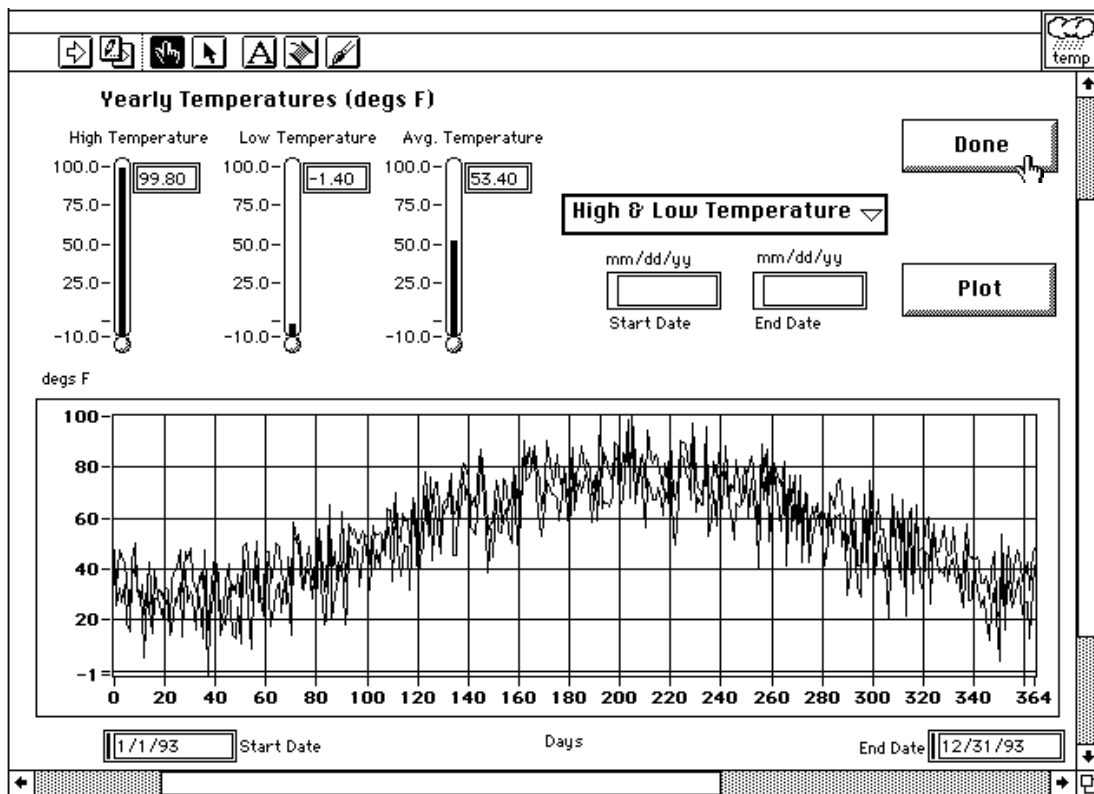 temp
A
Yearly Temperatures (degs F)
High Temperature
Low Temperature
Avg. Temperature
100.0
75.0
50.0
25.0
-10.0
99.80
100.0
75.0
50.0
25.0
-10.0
-1.40
100.0
75.0
50.0
25.0
-10.0
53.40
Done
High & Low Temperature
mm/dd/yy
mm/dd/yy
Start Date
End Date
Plot
degs F
100
80
60
40
20
-1
0 20 40 60 80 100 120 140 160 180 200 220 240 260 280 300 320 340 364
1/1/93 Start Date
Days
End Date 12/31/93